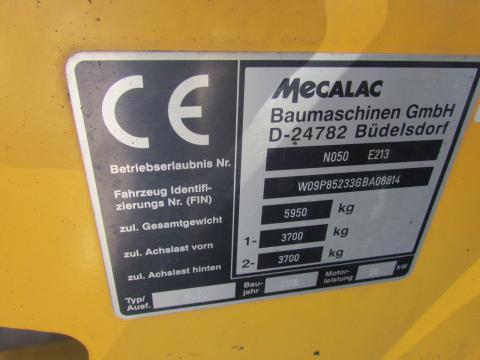 CE
MECALAC
Baumaschinen GmbH
D-24782 Büdelsdorf
Betriebserlaubnis Nr. N050 E213
Fahrzeug Identifi-
zierungs Nr. (FIN) W09P85233GBA08814
zul. Gesamtgewicht 5950 kg
zul. Achslast vorn 1- 3700 kg
zul. Achslast hinten 2- 3700 kg
Typ/
Ausf.
Bau-
jahr
Motor-
leistung kW